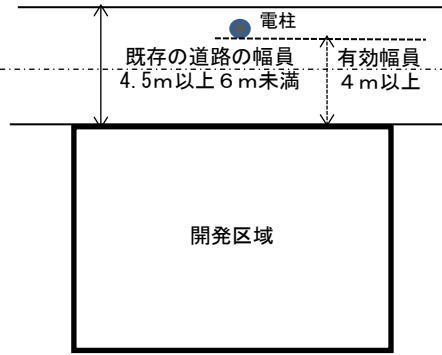 電柱
既存の道路の幅員
4.5m以上6m未満
有効幅員
4m以上
開発区域